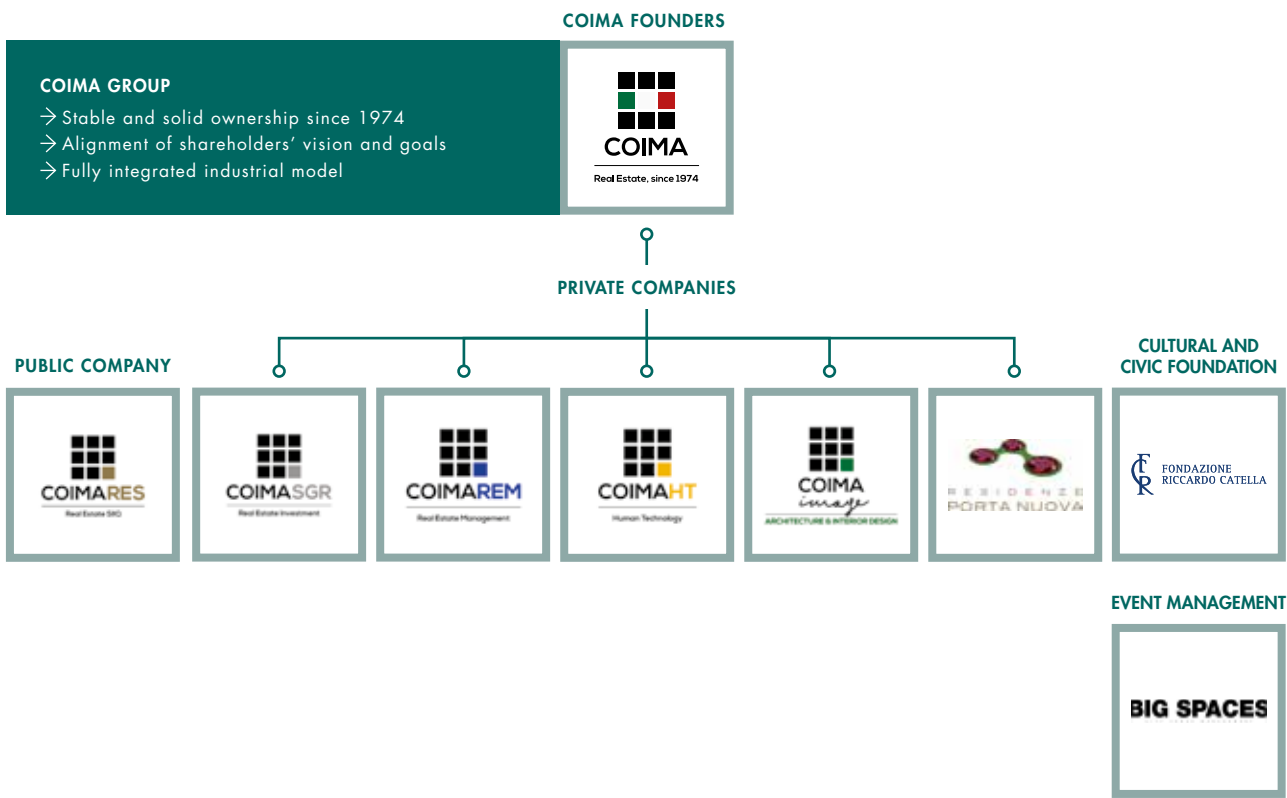 COIMA FOUNDERS
COIMA GROUP
→ Stable and solid ownership since 1974
→ Alignment of shareholders’ vision and goals
→ Fully integrated industrial model
COIMA
Real Estate, since 1974
PRIVATE COMPANIES
PUBLIC COMPANY
CULTURAL AND
CIVIC FOUNDATION
COIMARES
Real Estate SIIQ
COIMASGR
Real Estate Investment
COIMAREM
Real Estate Management
COIMAHT
Human Technology
COIMA
image
ARCHITECTURE & INTERIOR DESIGN
RESIDENZE
PORTA NUOVA
FONDAZIONE
RICCARDO CATELLA
EVENT MANAGEMENT
BIG SPACES